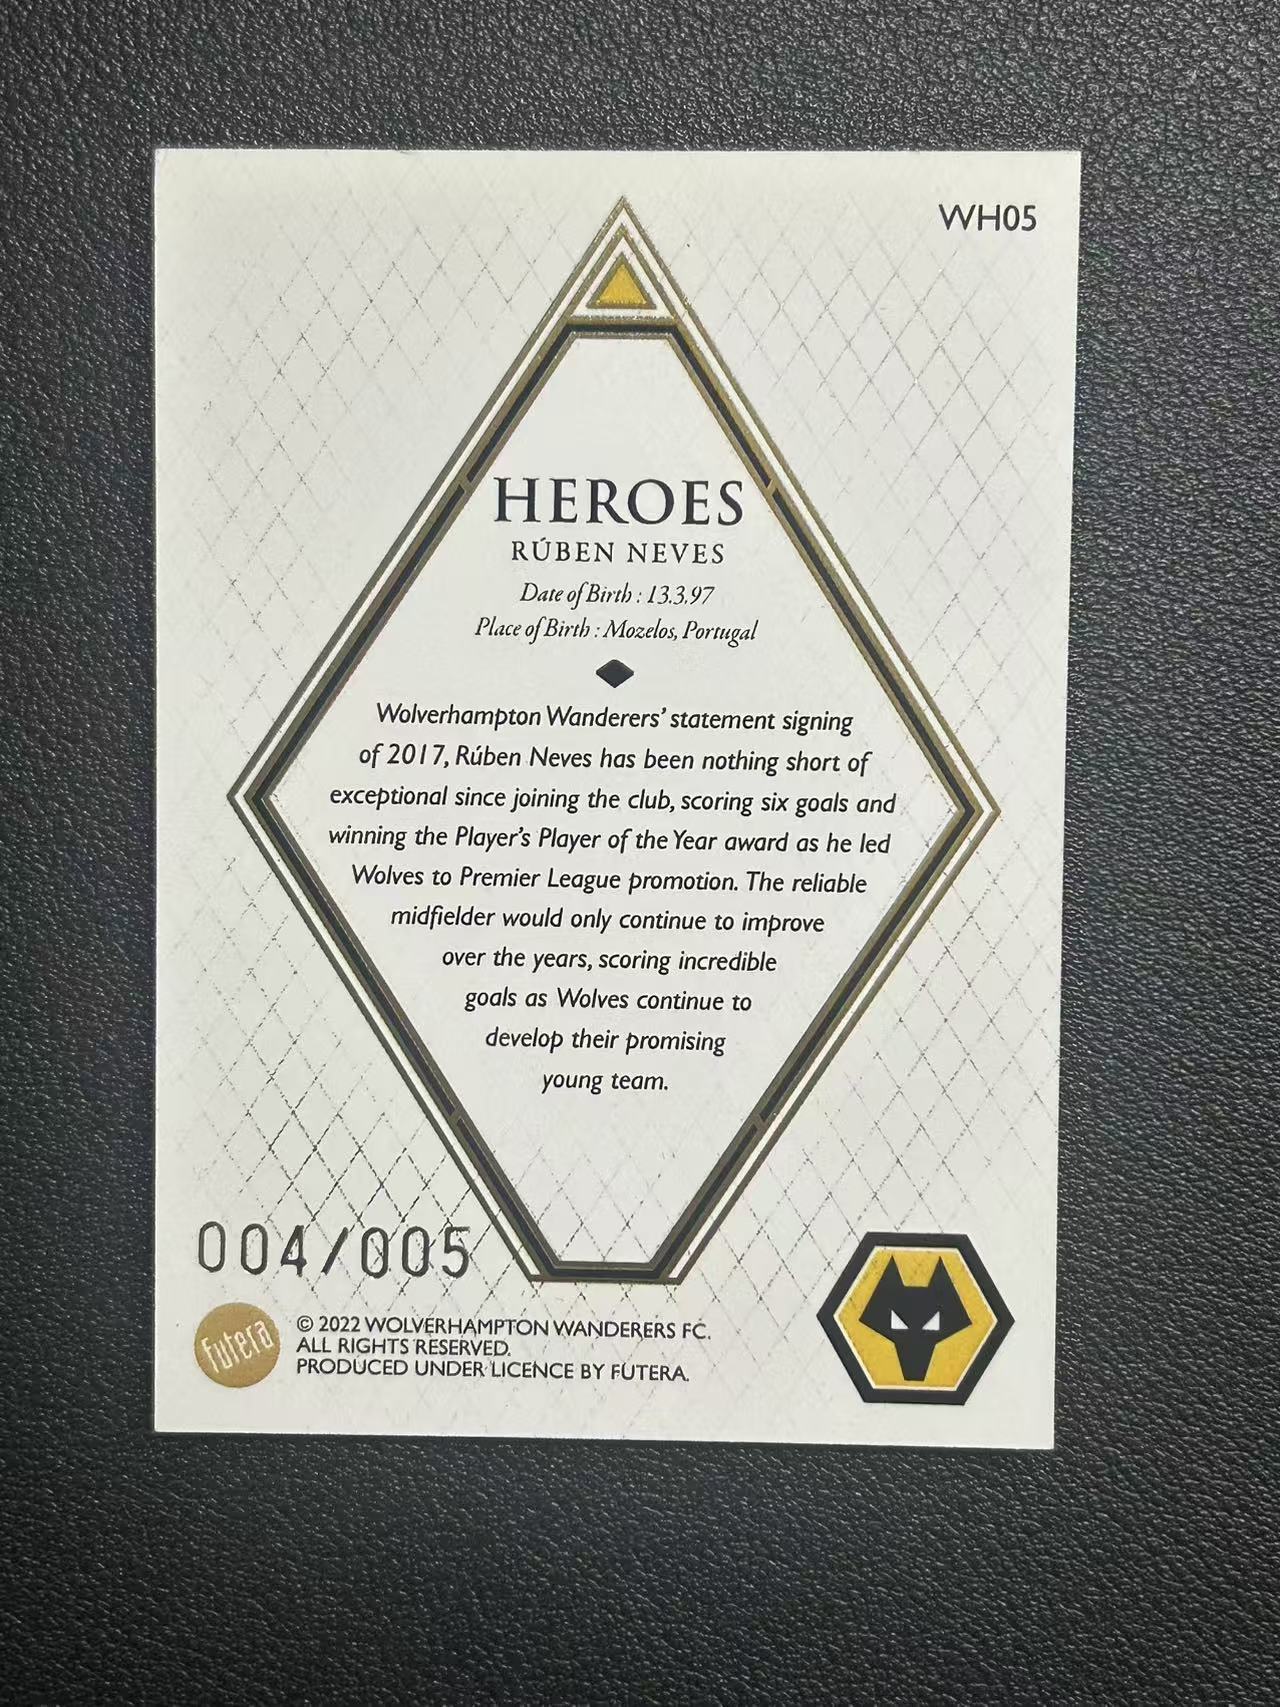 WH05
HEROES
RÚBEN NEVES
Date of Birth : 13.3.97
Place of Birth : Mozelos, Portugal
Wolverhampton Wanderers' statement signing
of 2017, Rúben Neves has been nothing short of
exceptional since joining the club, scoring six goals and
winning the Player's Player of the Year award as he led
Wolves to Premier League promotion. The reliable
midfielder would only continue to improve
over the years, scoring incredible
goals as Wolves continue to
develop their promising
young team.
004/005
futera
© 2022 WOLVERHAMPTON WANDERERS FC.
ALL RIGHTS RESERVED.
PRODUCED UNDER LICENCE BY FUTERA.